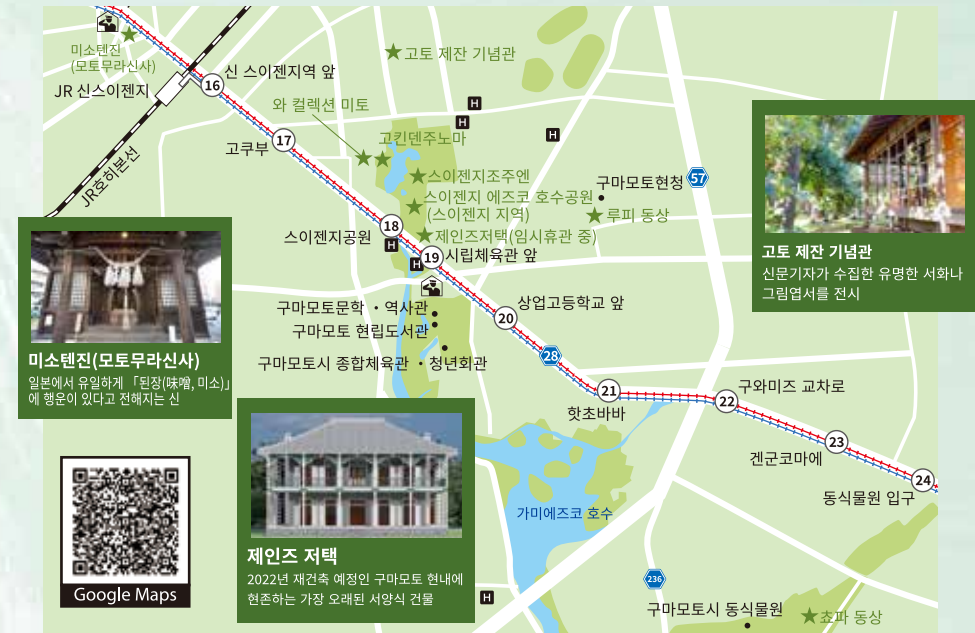 미소텐진
(모토무라신사)
JR 신스이젠지
16
신 스이젠지역 앞
고토 제잔 기념관
H
와 컬렉션 미토
H
고쿠부
17
고킨덴주노마
H
JR호히본선
스이젠지조주엔
구마모토현청
57
스이젠지 에즈코 호수공원
(스이젠지 지역)
루피 동상
18
스이젠지공원
H
제인즈저택(임시휴관 중)
H
19
시립체육관 앞
고토 제잔 기념관
신문기자가 수집한 유명한 서화나
그림엽서를 전시
구마모토문학 · 역사관
구마모토 현립도서관
20
상업고등학교 앞
구마모토시 종합체육관 · 청년회관
28
미소텐진(모토무라신사)
일본에서 유일하게 「된장(味噌, 미소)」
에 행운이 있다고 전해지는 신
21
핫초바바
22
구와미즈 교차로
23
겐군코마에
24
동식물원 입구
가미에즈코 호수
제인즈 저택
2022년 재건축 예정인 구마모토 현내에
현존하는 가장 오래된 서양식 건물
Google Maps
H
236
구마모토시 동식물원
쵸파 동상